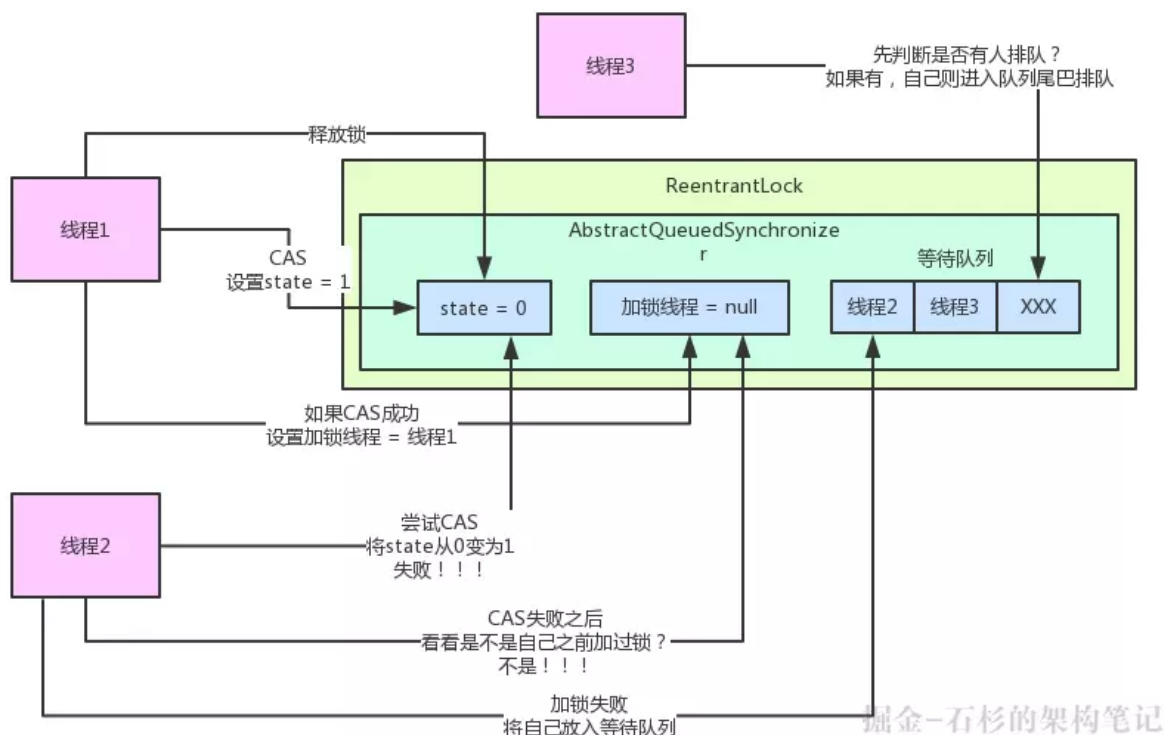 线程3
先判断是否有人排队？
如果有，自己则进入队列尾巴排队
释放锁
ReentrantLock
线程1
AbstractQueuedSynchronize
r
CAS
设置state = 1
等待队列
state = 0
加锁线程 = null
线程2
线程3
XXX
如果CAS成功
设置加锁线程 = 线程1
线程2
尝试CAS
将state从0变为1
失败！！！
CAS失败之后
看看是不是自己之前加过锁？
不是！！！
加锁失败
将自己放入等待队列
掘金-石杉的架构笔记